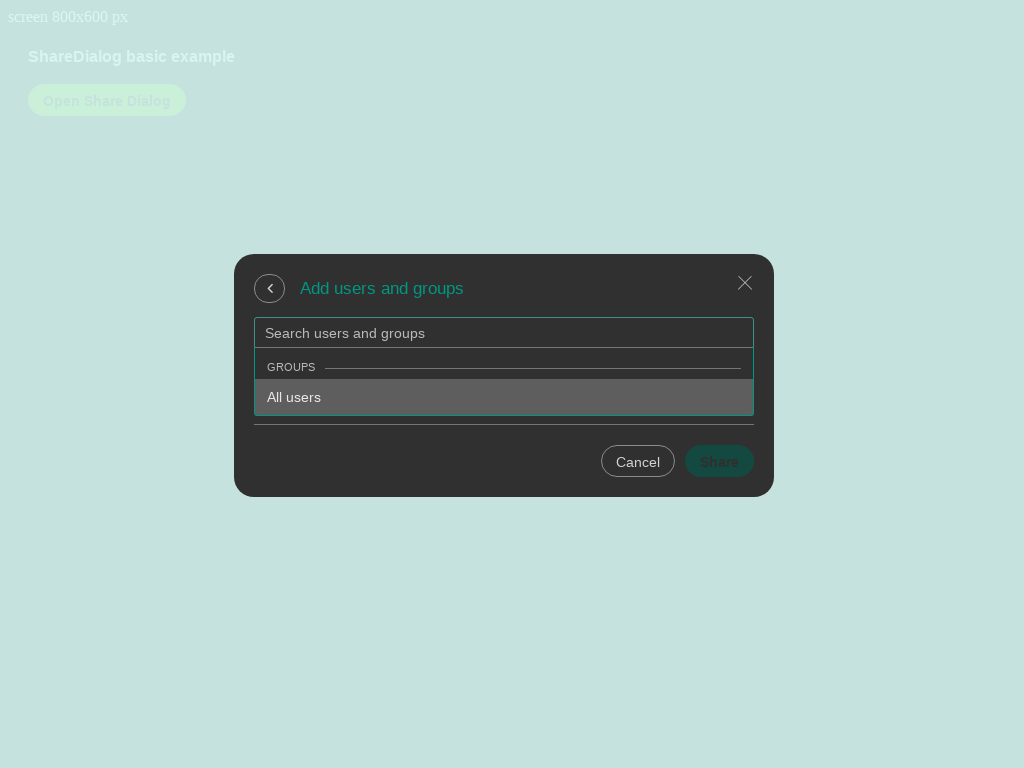 screen 800x600 px
ShareDialog basic example
Open Share Dialog
Add users and groups
Search users and groups
GROUPS
All users
Cancel
Share